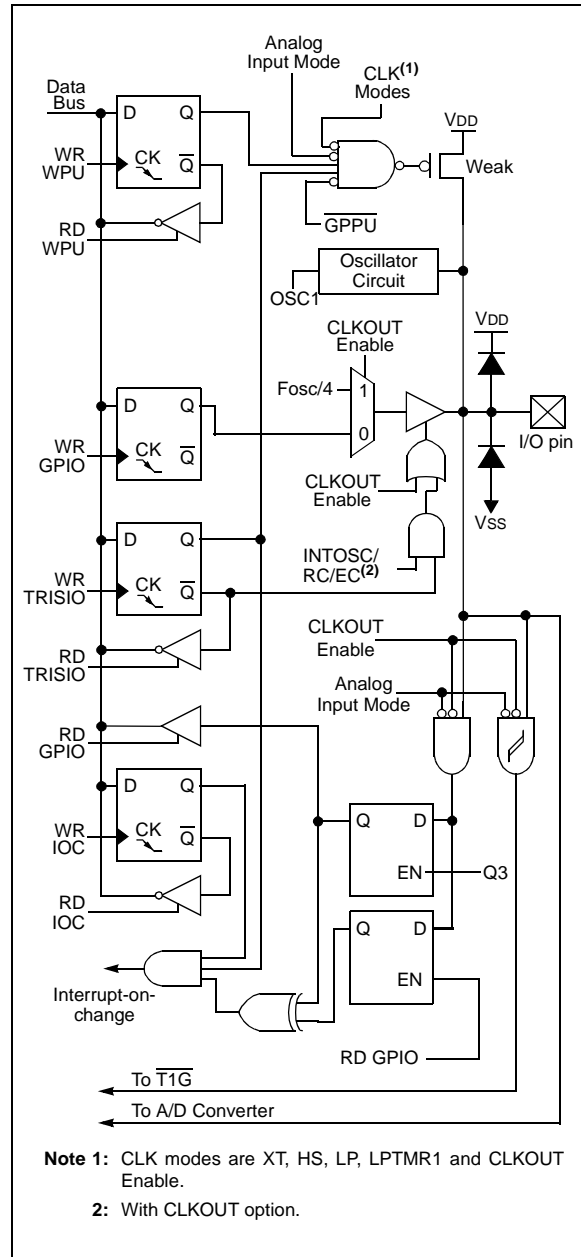 Analog
Input Mode
CLK(1)
Modes
Data
Bus
VDD
D Q
WR
WPU
CK
Q
Weak
RD
WPU
GPPU
Oscillator
Circuit
OSC1
CLKOUT
Enable
VDD
Fosc/4
1
D Q
0
I/O pin
WR
GPIO
CK
Q
CLKOUT
Enable
VSS
D Q
INTOSC/
RC/EC(2)
WR
TRISIO
CK
Q
CLKOUT
Enable
RD
TRISIO
Analog
Input Mode
RD
GPIO
D Q
Q D
WR
IOC
CK
Q
EN
Q3
RD
IOC
Q D
EN
Interrupt-on-
change
RD GPIO
To T1G
To A/D Converter
Note 1: CLK modes are XT, HS, LP, LPTMR1 and CLKOUT
Enable.
2: With CLKOUT option.